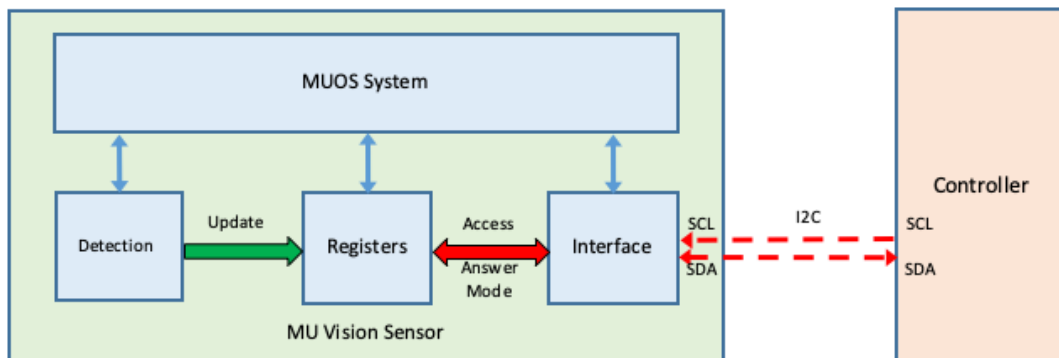 MUOS System
Update
Detection
Registers
Access
Answer
Mode
Interface
SCL
SDA
I2C
SCL
SDA
Controller
MU Vision Sensor